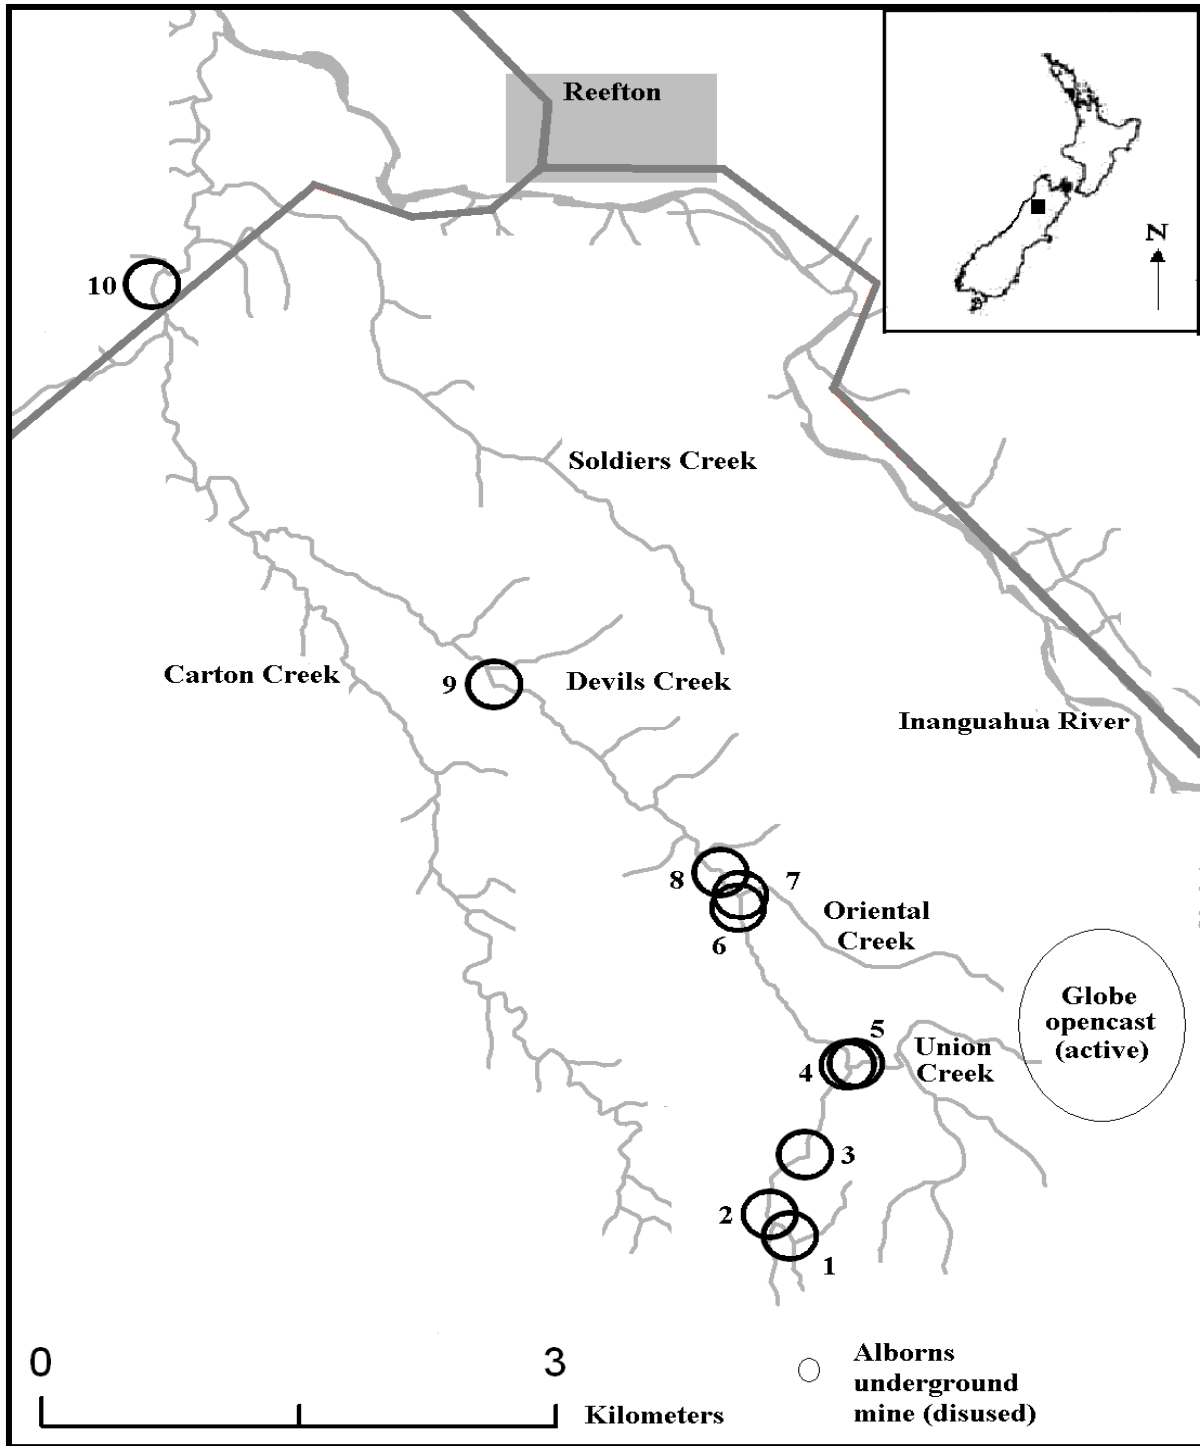 Reefton
N
10
Soldiers Creek
Carton Creek
9
Devils Creek
Inanguahua River
8
7
Oriental
Creek
6
Globe
opencast
(active)
5
Union
Creek
4
3
2
1
0
3
Kilometers
Alborns
underground
mine (disused)